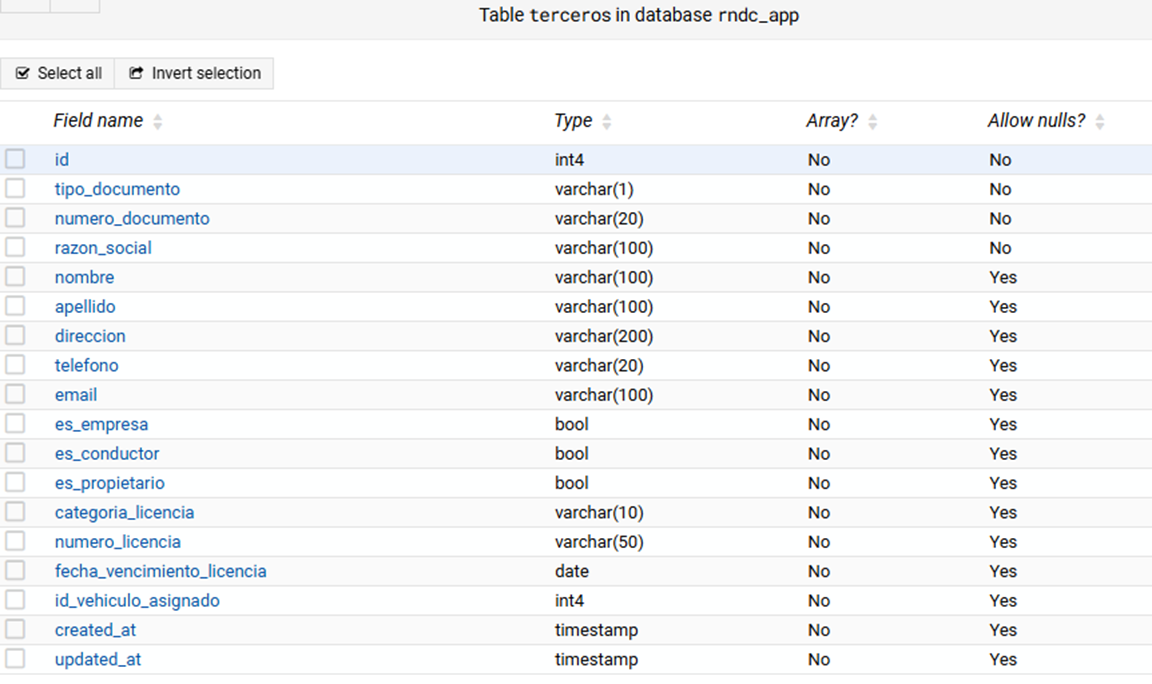 Table terceros in database rndc_app
Select all Invert selection
Field name Type Array? Allow nulls?
id int4 No No
tipo_documento varchar(1) No No
numero_documento varchar(20) No No
razon_social varchar(100) No No
nombre varchar(100) No Yes
apellido varchar(100) No Yes
direccion varchar(200) No Yes
telefono varchar(20) No Yes
email varchar(100) No Yes
es_empresa bool No Yes
es_conductor bool No Yes
es_propietario bool No Yes
categoria_licencia varchar(10) No Yes
numero_licencia varchar(50) No Yes
fecha_vencimiento_licencia date No Yes
id_vehiculo_asignado int4 No Yes
created_at timestamp No Yes
updated_at timestamp No Yes